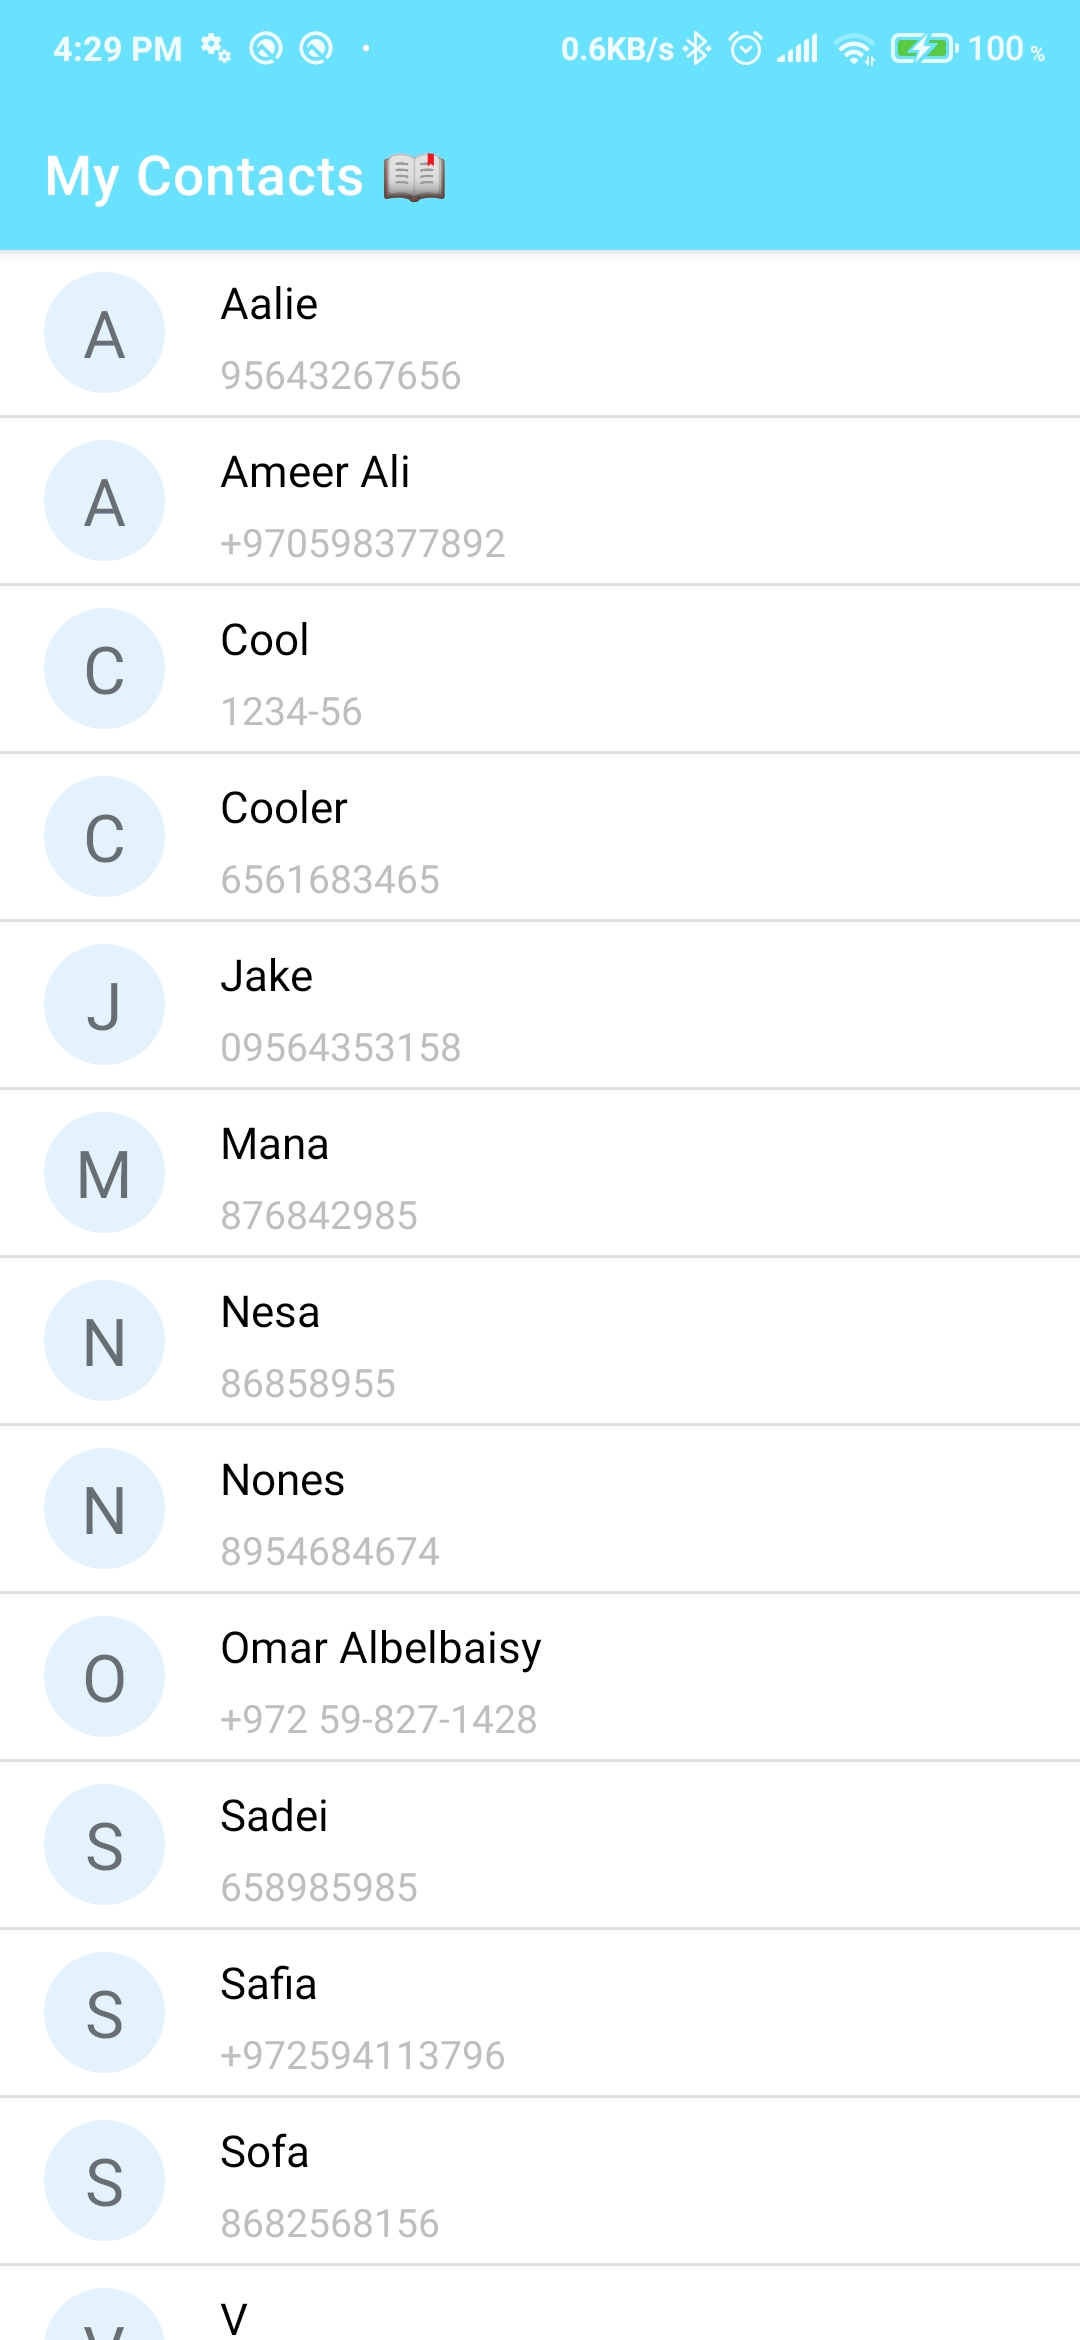 4:29 PM 0.6KB/s 100 %
My Contacts 📖
A
Aalie
95643267656
A
Ameer Ali
+970598377892
C
Cool
1234-56
C
Cooler
6561683465
J
Jake
09564353158
M
Mana
876842985
N
Nesa
86858955
N
Nones
8954684674
O
Omar Albelbaisy
+972 59-827-1428
S
Sadei
658985985
S
Safia
+972594113796
S
Sofa
8682568156
V
V